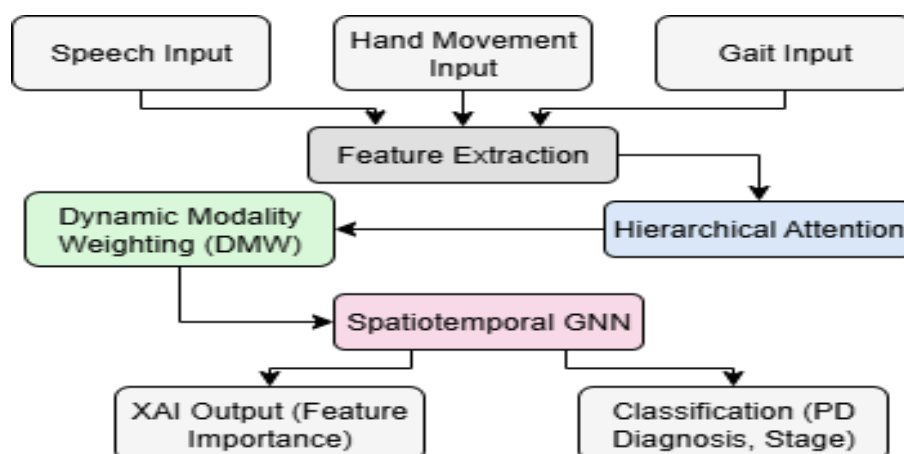 Speech Input
Hand Movement
Input
Gait Input
Feature Extraction
Dynamic Modality
Weighting (DMW)
Hierarchical Attention
Spatiotemporal GNN
XAI Output (Feature
Importance)
Classification (PD
Diagnosis, Stage)